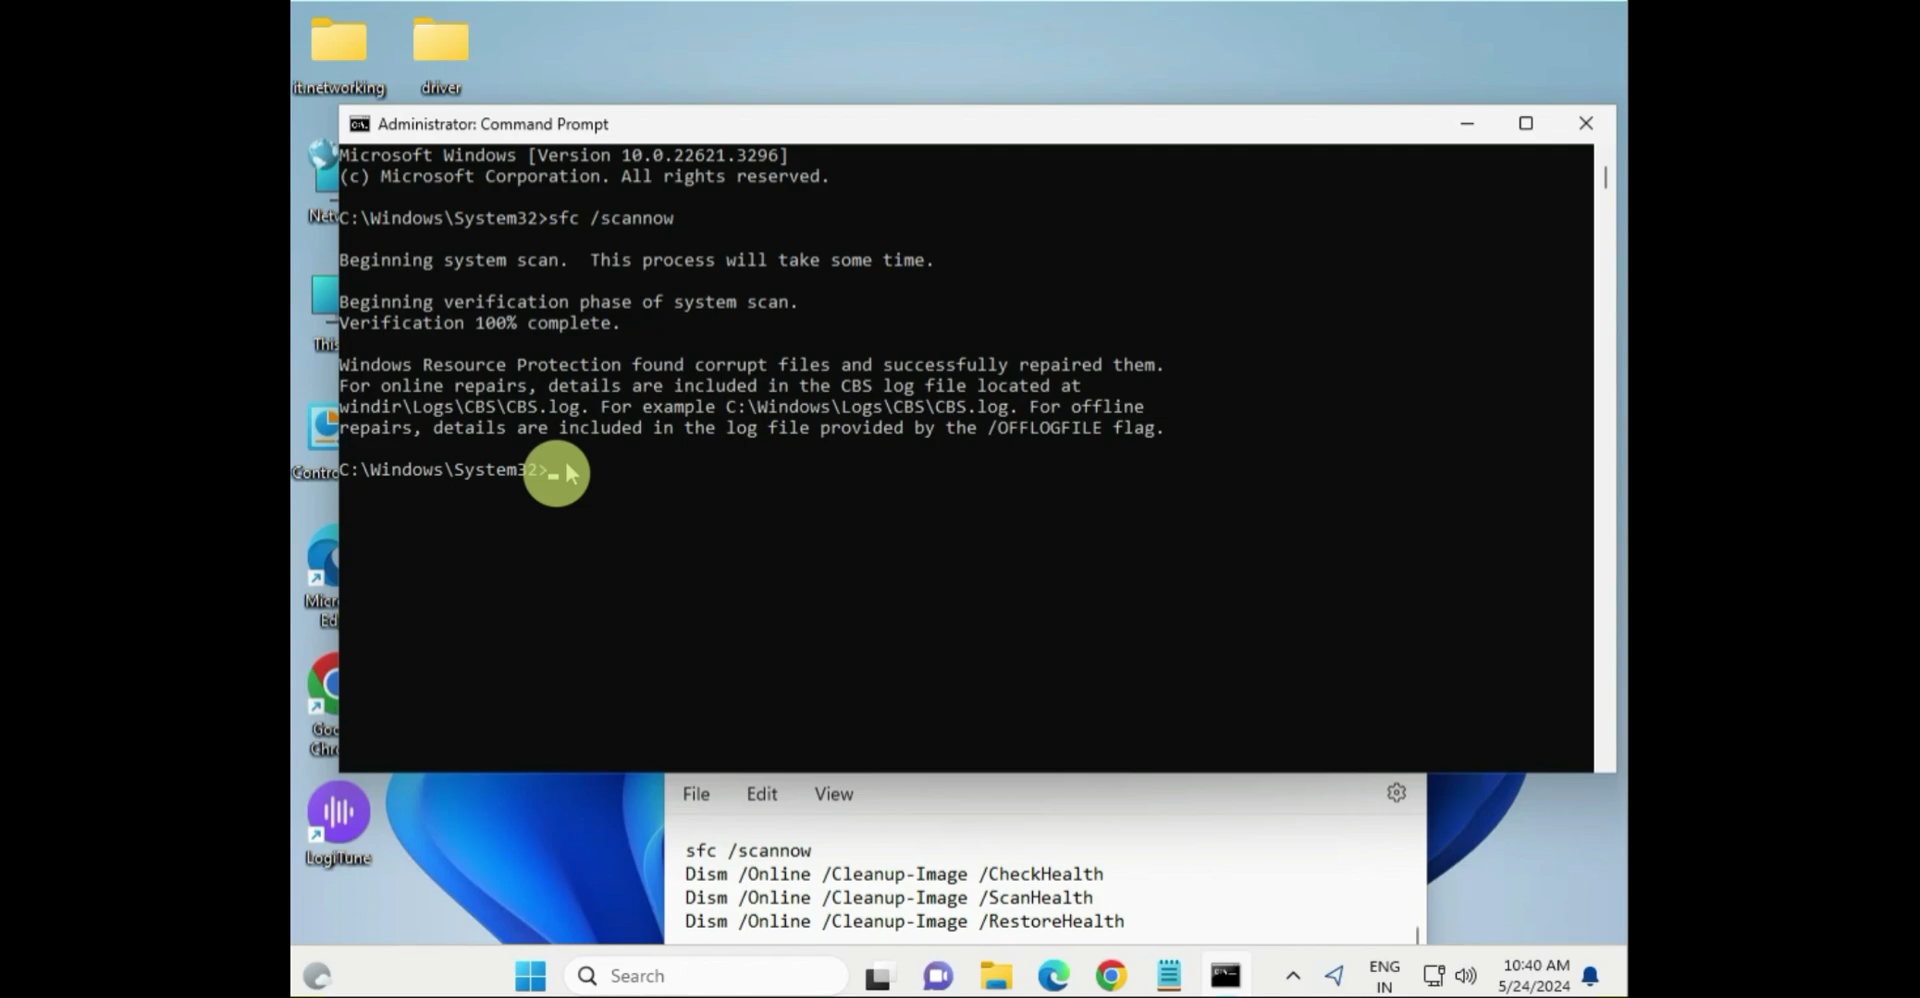 it.networking
driver
Administrator: Command Prompt
Microsoft Windows [Version 10.0.22621.3296]
(c) Microsoft Corporation. All rights reserved.
C:\Windows\System32>sfc /scannow
Beginning system scan.  This process will take some time.
Beginning verification phase of system scan.
Verification 100% complete.
Windows Resource Protection found corrupt files and successfully repaired them.
For online repairs, details are included in the CBS log file located at
windir\Logs\CBS\CBS.log. For example C:\Windows\Logs\CBS\CBS.log. For offline
repairs, details are included in the log file provided by the /OFFLOGFILE flag.
C:\Windows\System32>
LogiTune
File Edit View
sfc /scannow
Dism /Online /Cleanup-Image /CheckHealth
Dism /Online /Cleanup-Image /ScanHealth
Dism /Online /Cleanup-Image /RestoreHealth
Search
ENG
IN
10:40 AM
5/24/2024